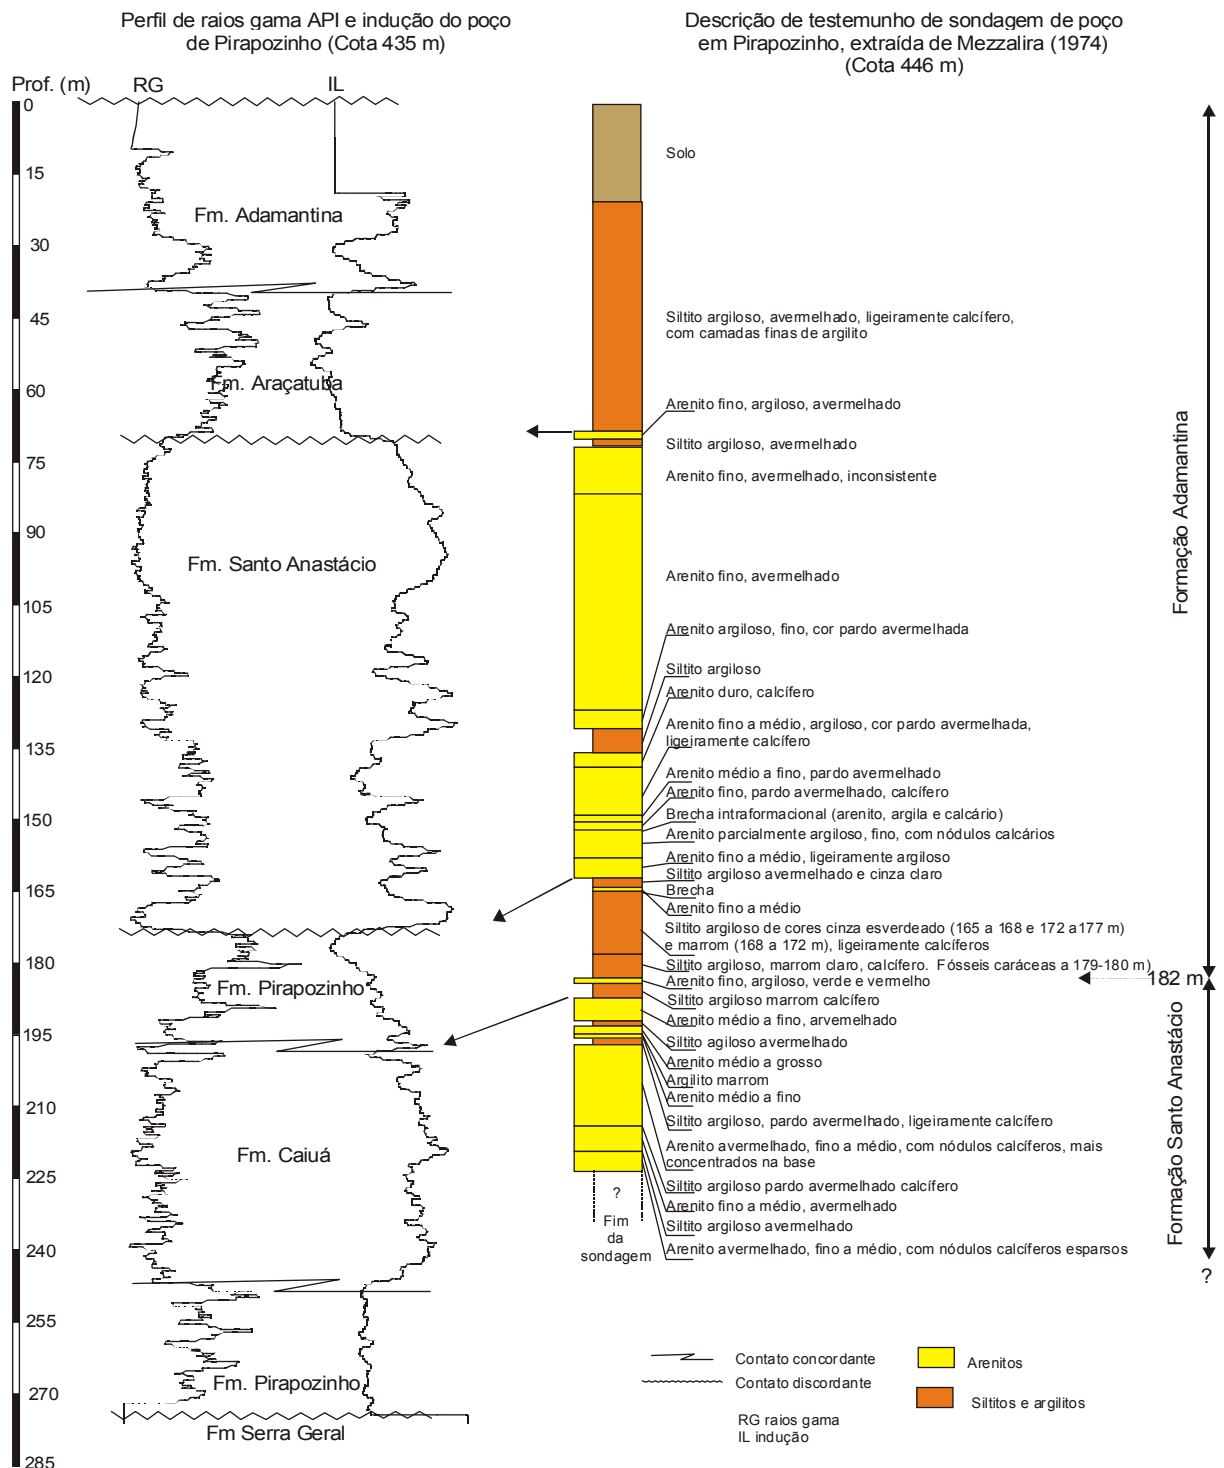 Perfil de raios gama API e indução do poço
de Pirapozinho (Cota 435 m)
Descrição de testemunho de sondagem de poço
em Pirapozinho, extraída de Mezzalira (1974)
(Cota 446 m)
Prof. (m)
RG
IL
0
15
30
45
60
75
90
105
120
135
150
165
180
195
210
225
240
255
270
285
Fm. Adamantina
Fm. Araçatuba
Fm. Santo Anastácio
Fm. Pirapozinho
Fm. Caiuá
Fm. Pirapozinho
Fm Serra Geral
Solo
Siltito argiloso, avermelhado, ligeiramente calcífero,
com camadas finas de argilito
Arenito fino, argiloso, avermelhado
Siltito argiloso, avermelhado
Arenito fino, avermelhado, inconsistente
Arenito fino, avermelhado
Arenito argiloso, fino, cor pardo avermelhada
Siltito argiloso
Arenito duro, calcífero
Arenito fino a médio, argiloso, cor pardo avermelhada,
ligeiramente calcífero
Arenito médio a fino, pardo avermelhado
Arenito fino, pardo avermelhado, calcífero
Brecha intraformacional (arenito, argila e calcário)
Arenito parcialmente argiloso, fino, com nódulos calcários
Arenito fino a médio, ligeiramente argiloso
Siltito argiloso avermelhado e cinza claro
Brecha
Arenito fino a médio
Siltito argiloso de cores cinza esverdeado (165 a 168 e 172 a177 m)
e marrom (168 a 172 m), ligeiramente calcíferos
Siltito argiloso, marrom claro, calcífero. Fósseis caráceas a 179-180 m)
Arenito fino, argiloso, verde e vermelho
Siltito argiloso marrom calcífero
Arenito médio a fino, arvemelhado
Siltito agiloso avermelhado
Arenito médio a grosso
Argilito marrom
Arenito médio a fino
Siltito argiloso, pardo avermelhado, ligeiramente calcífero
Arenito avermelhado, fino a médio, com nódulos calcíferos, mais
concentrados na base
Siltito argiloso pardo avermelhado calcífero
Arenito fino a médio, avermelhado
Siltito argiloso avermelhado
Arenito avermelhado, fino a médio, com nódulos calcíferos esparsos
?
Fim
da
sondagem
Formação Adamantina
182 m
Formação Santo Anastácio
?
Contato concordante
Contato discordante
RG raios gama
IL indução
Arenitos
Siltitos e argilitos